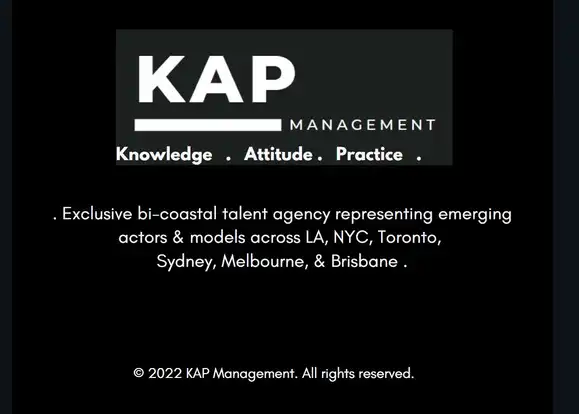 KAP
MANAGEMENT
Knowledge . Attitude . Practice .
. Exclusive bi-coastal talent agency representing emerging
actors & models across LA, NYC, Toronto,
Sydney, Melbourne, & Brisbane .
© 2022 KAP Management. All rights reserved.